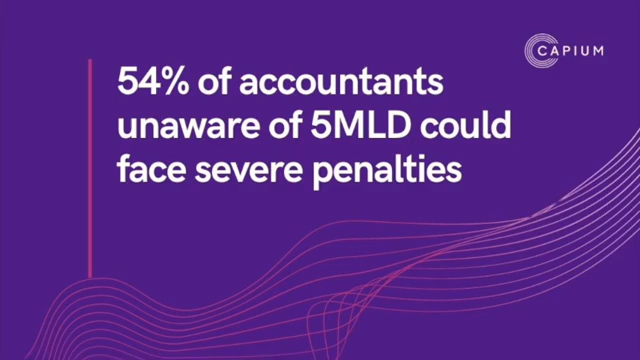 CAPIUM
54% of accountants
unaware of 5MLD could
face severe penalties